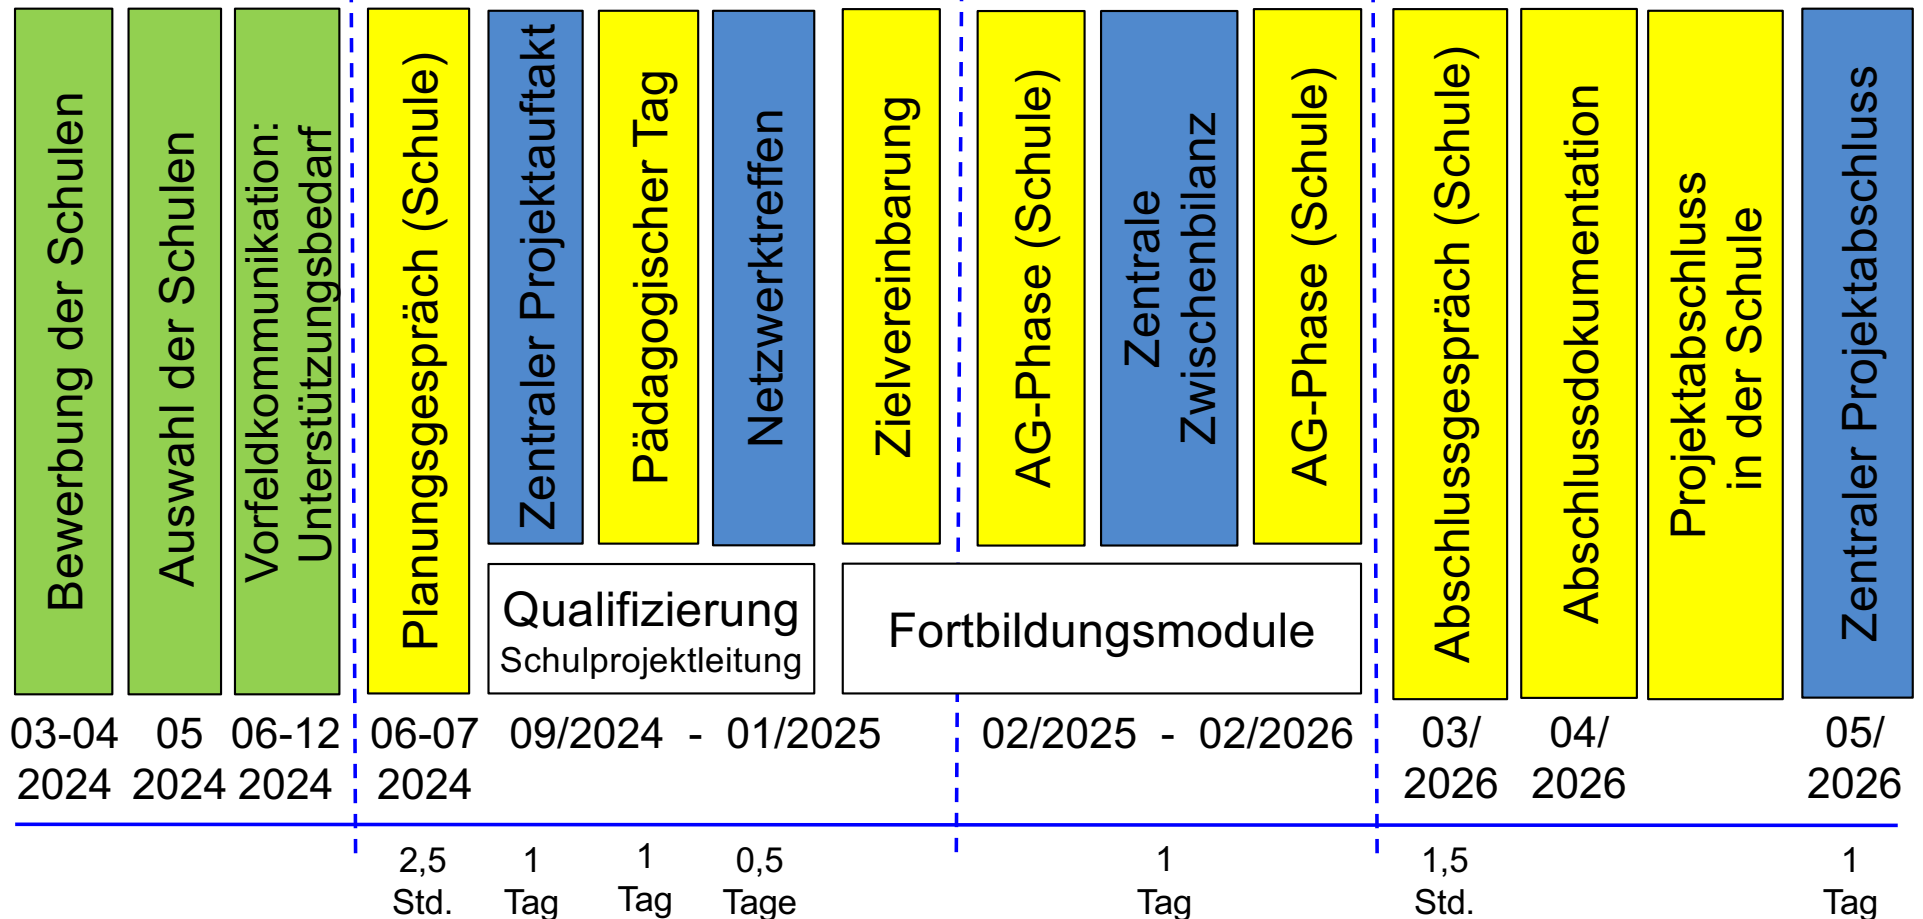 Bewerbung der Schulen
Auswahl der Schulen
Vorfeldkommunikation:
Unterstützungsbedarf
Planungsgespräch (Schule)
Zentraler Projektauftakt
Pädagogischer Tag
Netzwerktreffen
Zielvereinbarung
AG-Phase (Schule)
Zentrale
Zwischenbilanz
AG-Phase (Schule)
Abschlussgespräch (Schule)
Abschlussdokumentation
Projektabschluss
in der Schule
Zentraler Projektabschluss
Qualifizierung
Schulprojektleitung
Fortbildungsmodule
03-04
2024
05
2024
06-12
2024
06-07
2024
09/2024 - 01/2025
02/2025 - 02/2026
03/
2026
04/
2026
05/
2026
2,5
Std.
1
Tag
1
Tag
0,5
Tage
1
Tag
1,5
Std.
1
Tag